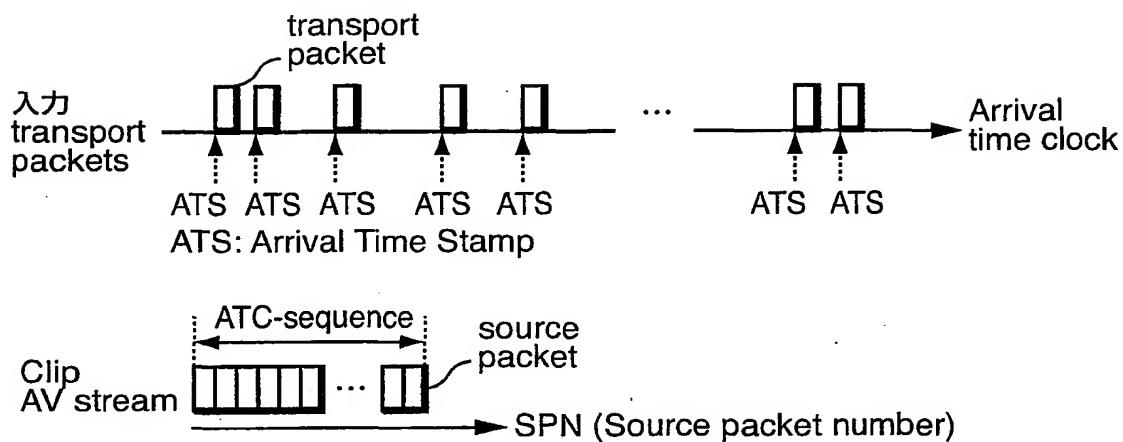 transport
packet
入力
transport
packets
...
Arrival
time clock
ATS ATS ATS ATS ATS ATS ATS
ATS: Arrival Time Stamp
ATC-sequence
source
packet
Clip
AV stream
...
SPN (Source packet number)